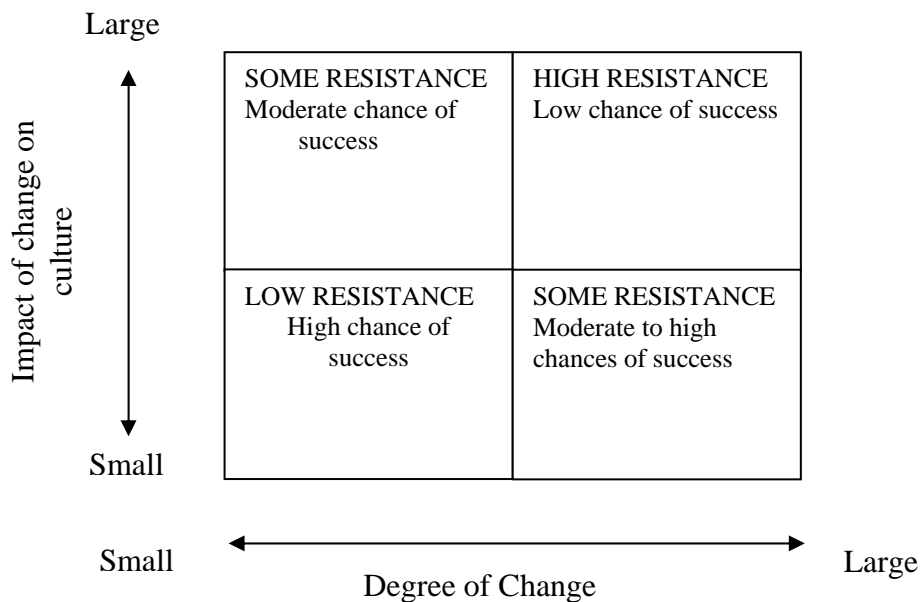 Large
SOME RESISTANCE
Moderate chance of
success
HIGH RESISTANCE
Low chance of success
Impact of change on
culture
LOW RESISTANCE
High chance of
success
SOME RESISTANCE
Moderate to high
chances of success
Small
Small
Large
Degree of Change